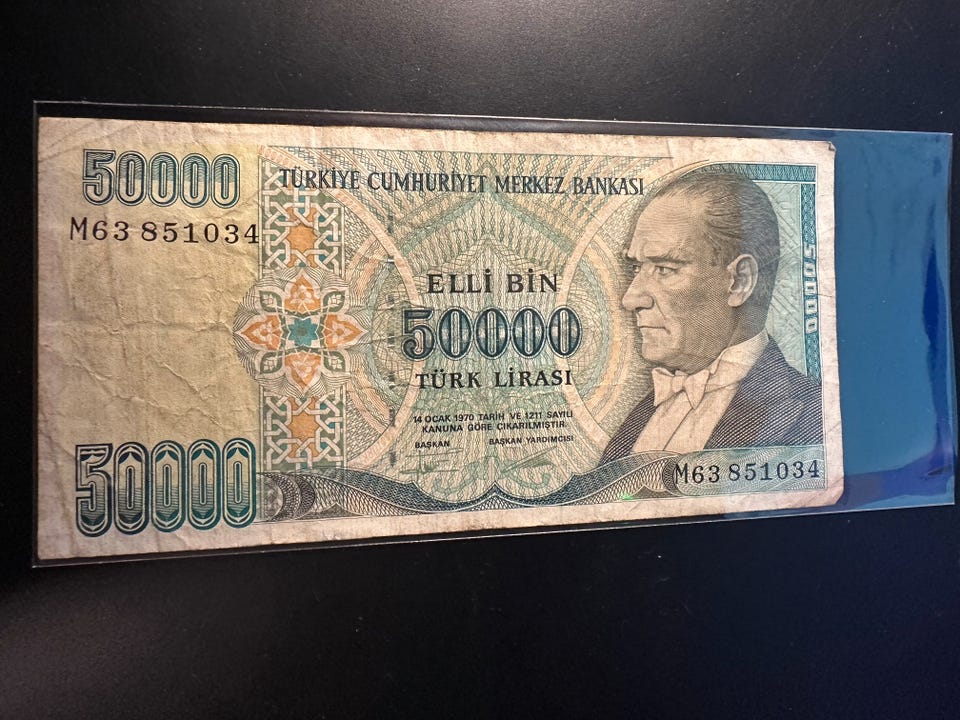 50000
TÜRKİYE CUMHURİYET MERKEZ BANKASI
M63 851034
50000
ELLİ BİN
50000
TÜRK LİRASI
14 OCAK 1970 TARİH VE 1211 SAYILI
KANUNA GÖRE ÇIKARILMIŞTIR.
BAŞKAN BAŞKAN YARDIMCISI
50000
M63 851034